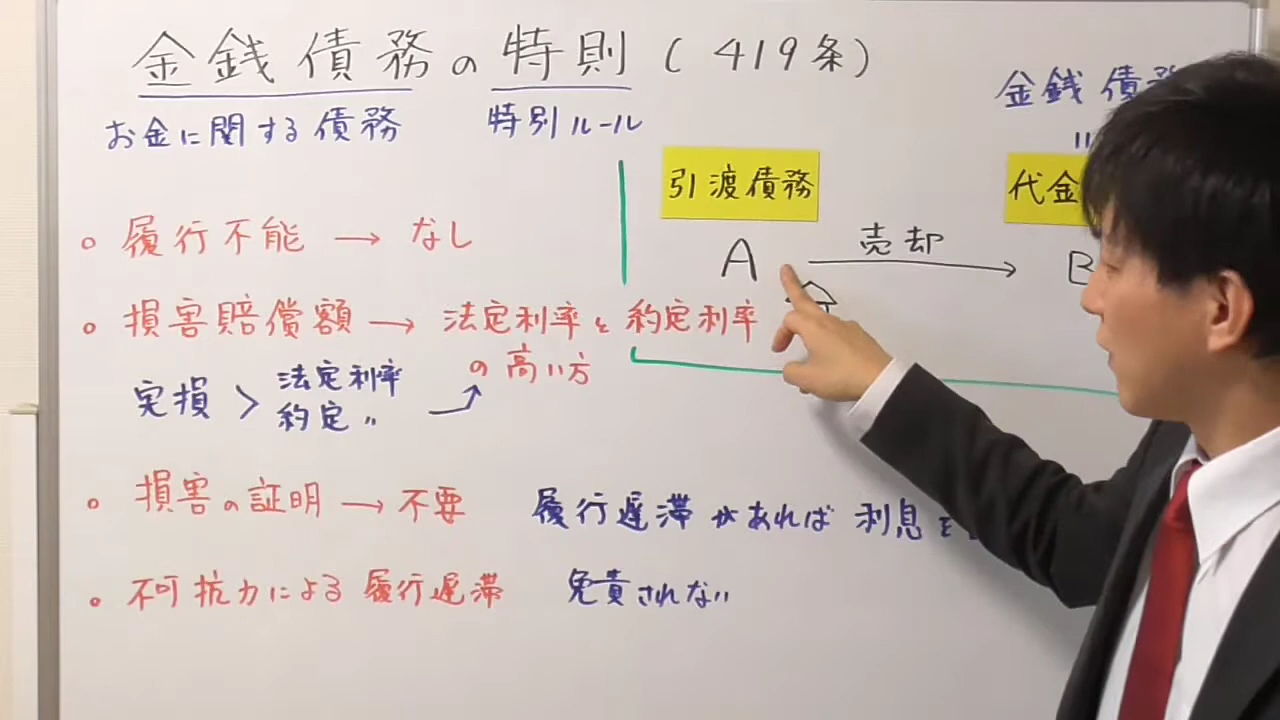 金銭債務の特則(419条)
お金に関する債務 特別ルール
金銭債務
〃
引渡債務
代金
A 売却 B
履行不能 → なし
損害賠償額 → 法定利率と約定利率
の高い方
実損 > 法定利率
約定 〃
損害の証明 → 不要
履行遅滞があれば利息を
不可抗力による履行遅滞 免責されない